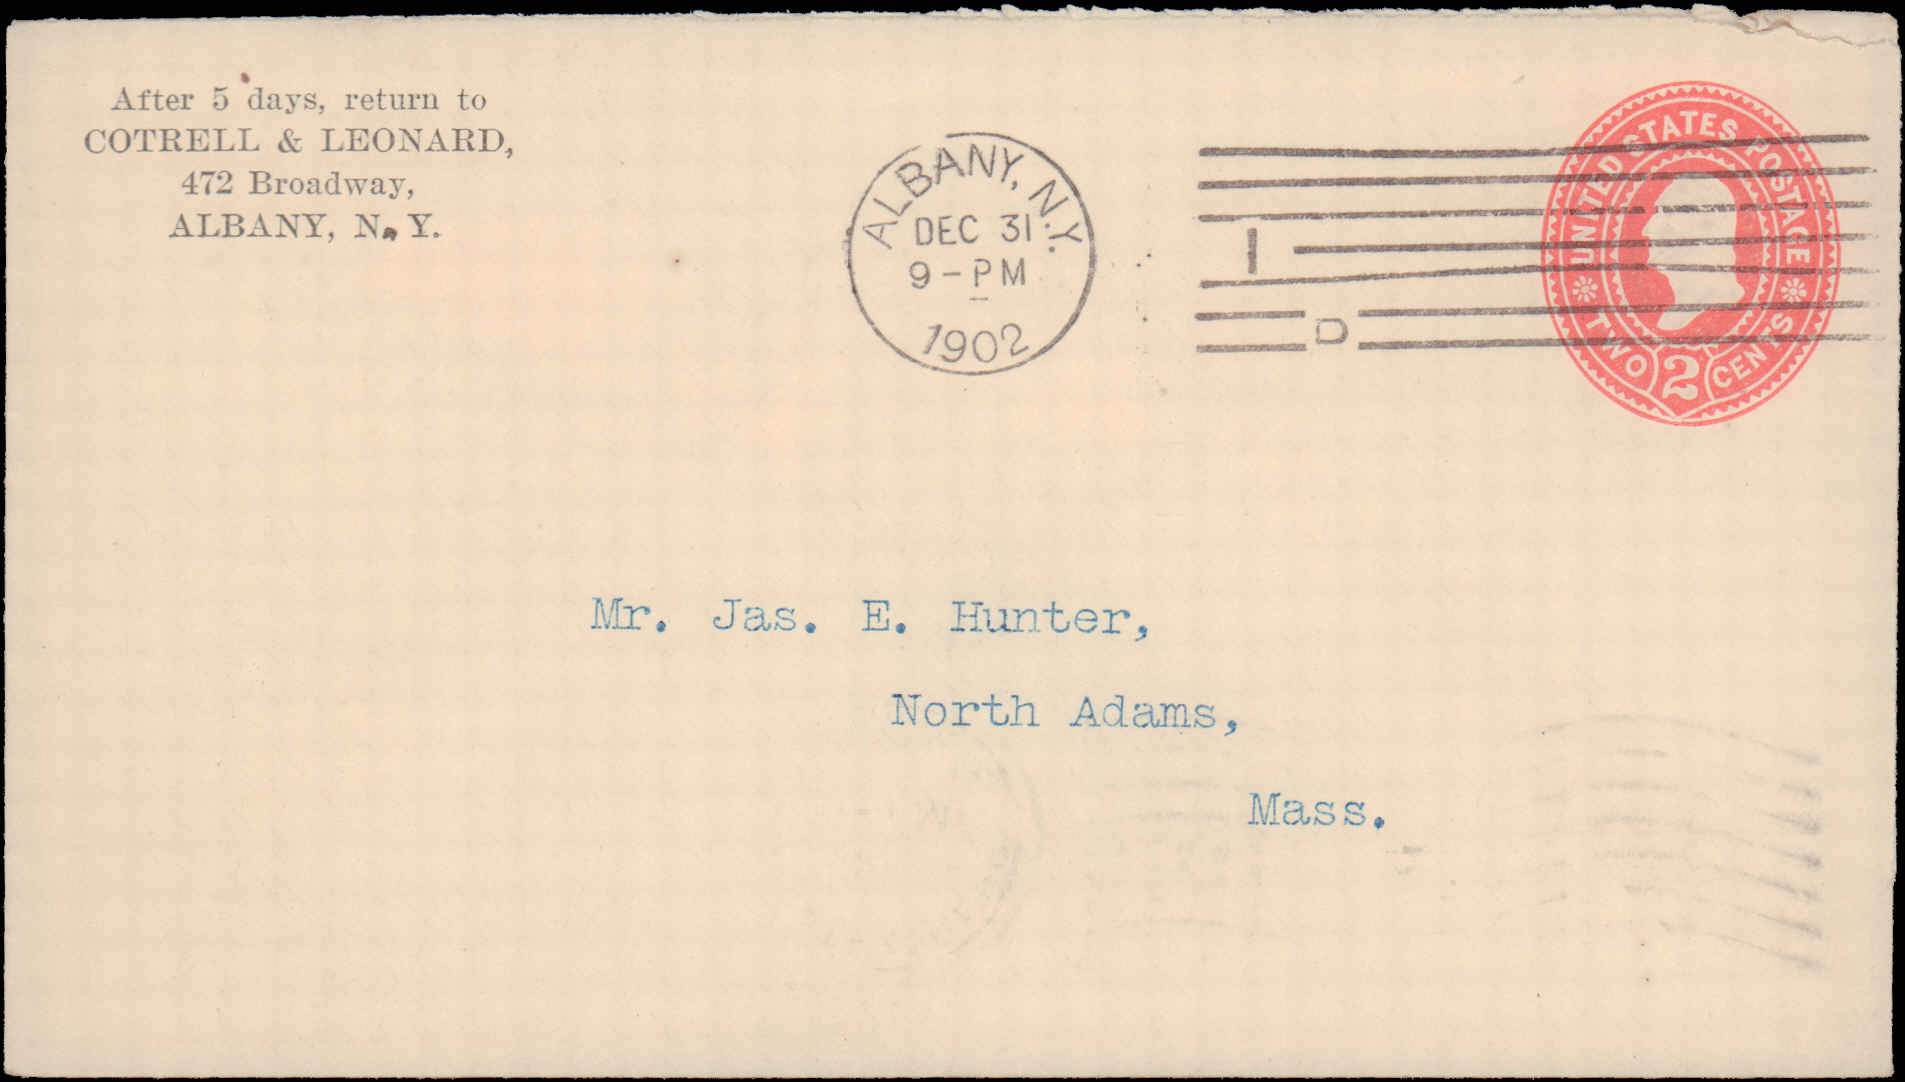 After 5 days, return to
COTRELL & LEONARD,
472 Broadway,
ALBANY, N. Y.
ALBANY, N.Y.
DEC 31
9-PM
1902
1
D
UNITED STATES POSTAGE
TWO 2 CENTS
Mr. Jas. E. Hunter,
North Adams,
Mass.